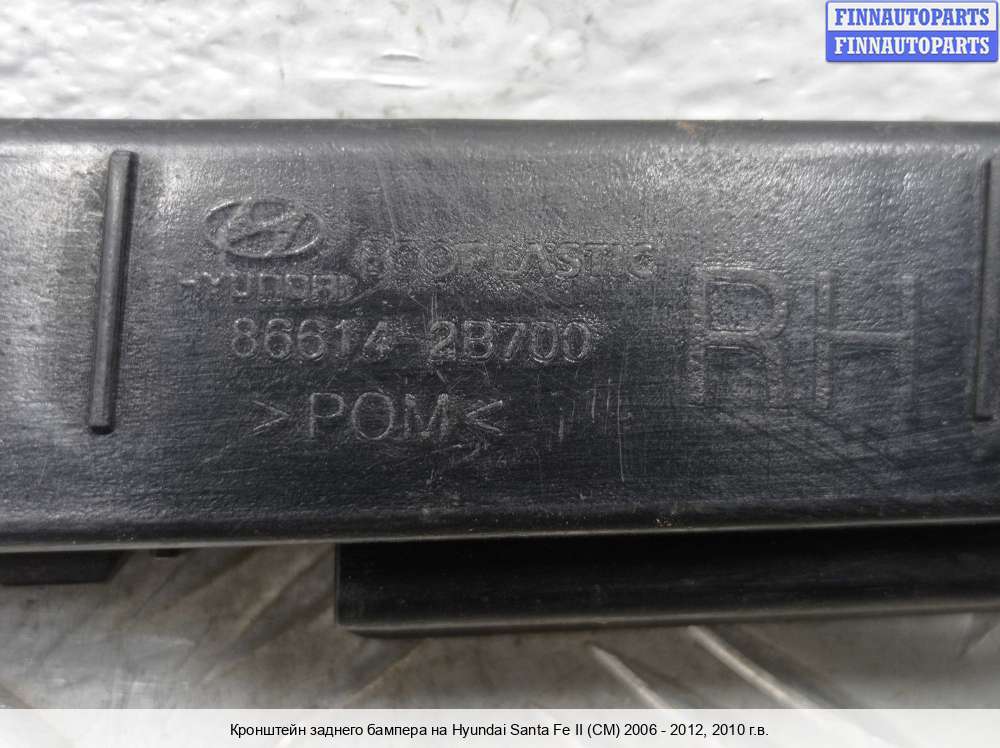 FINNAUTOPARTS
FINNAUTOPARTS
ECOPLASTIC
HYUNDAI
86614-2B700
RH
>POM<
Кронштейн заднего бампера на Hyundai Santa Fe II (CM) 2006 - 2012, 2010 г.в.